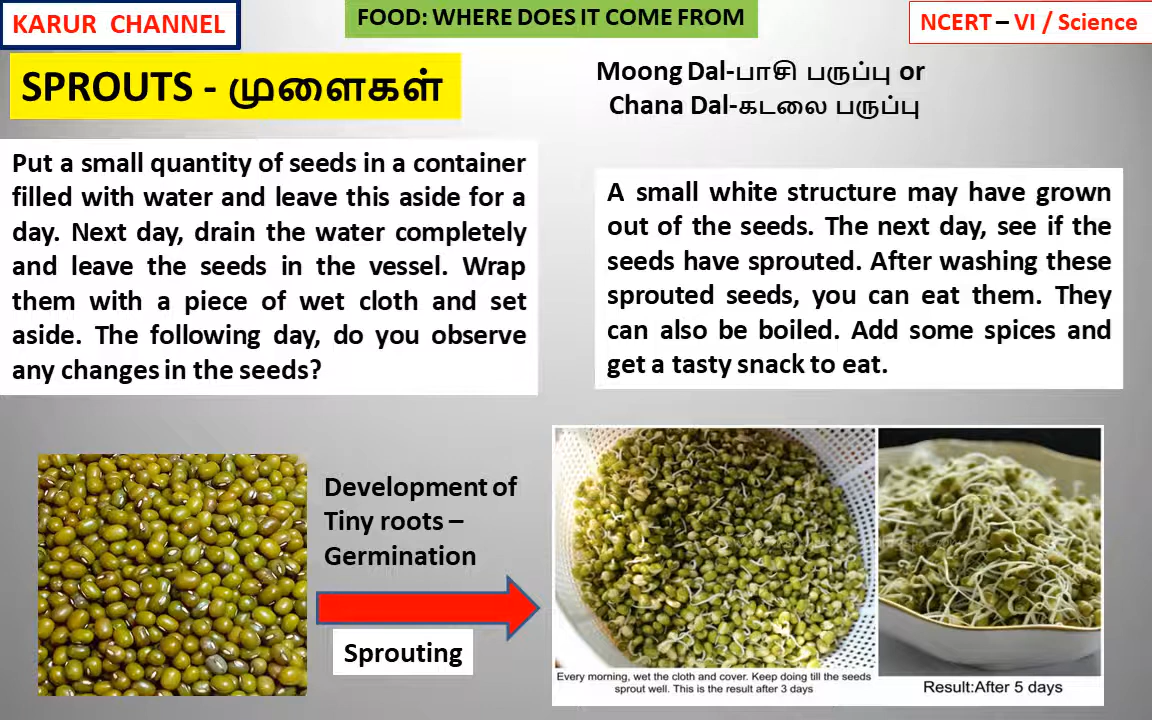 KARUR CHANNEL
FOOD: WHERE DOES IT COME FROM
NCERT – VI / Science
SPROUTS - முளைகள்
Moong Dal-பாசி பருப்பு or
Chana Dal-கடலை பருப்பு
Put a small quantity of seeds in a container
filled with water and leave this aside for a
day. Next day, drain the water completely
and leave the seeds in the vessel. Wrap
them with a piece of wet cloth and set
aside. The following day, do you observe
any changes in the seeds?
A small white structure may have grown
out of the seeds. The next day, see if the
seeds have sprouted. After washing these
sprouted seeds, you can eat them. They
can also be boiled. Add some spices and
get a tasty snack to eat.
Development of
Tiny roots –
Germination
Sprouting
Every morning, wet the cloth and cover. Keep doing till the seeds
sprout well. This is the result after 3 days
Result:After 5 days